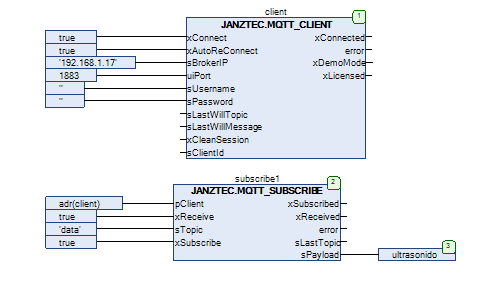 client
1
JANZTEC.MQTT_CLIENT
true xConnect xConnected
true xAutoReConnect error
'192.168.1.17' sBrokerIP xDemoMode
1883 uiPort xLicensed
'' sUsername
'' sPassword
sLastWillTopic
sLastWillMessage
xCleanSession
sClientId
subscribe1
2
JANZTEC.MQTT_SUBSCRIBE
adr(client) pClient xSubscribed
true xReceive xReceived
'data' sTopic error
true xSubscribe sLastTopic
3
sPayload ultrasonido